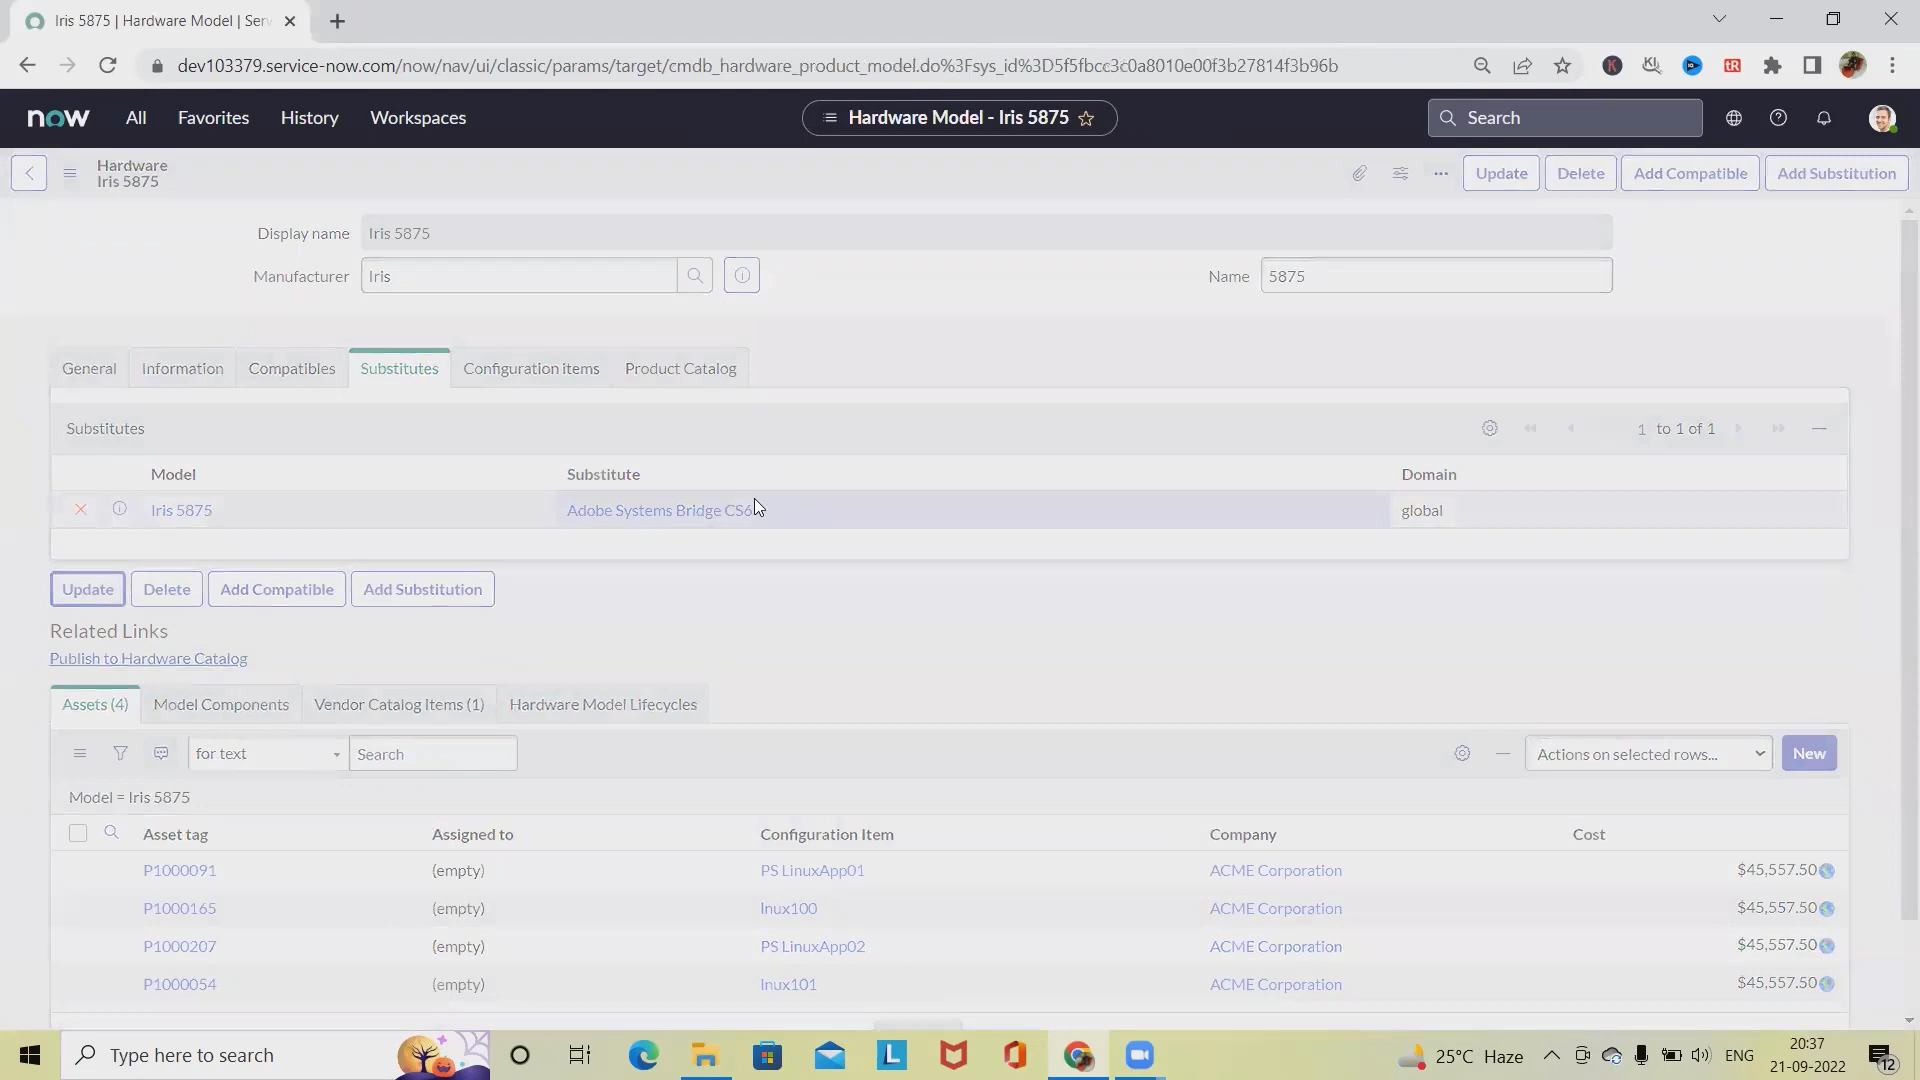 Iris 5875 | Hardware Model | Serv
dev103379.service-now.com/now/nav/ui/classic/params/target/cmdb_hardware_product_model.do%3Fsys_id%3D5f5fbcc3c0a8010e00f3b27814f3b96b
now All Favorites History Workspaces Hardware Model - Iris 5875 Search
Hardware
Iris 5875
Update Delete Add Compatible Add Substitution
Display name Iris 5875
Manufacturer Iris Name 5875
General Information Compatibles Substitutes Configuration items Product Catalog
Substitutes 1 to 1 of 1
Model Substitute Domain
Iris 5875 Adobe Systems Bridge CS6 global
Update Delete Add Compatible Add Substitution
Related Links
Publish to Hardware Catalog
Assets (4) Model Components Vendor Catalog Items (1) Hardware Model Lifecycles
for text Search Actions on selected rows... New
Model = Iris 5875
Asset tag Assigned to Configuration Item Company Cost
P1000091 (empty) PS LinuxApp01 ACME Corporation $45,557.50
P1000165 (empty) lnux100 ACME Corporation $45,557.50
P1000207 (empty) PS LinuxApp02 ACME Corporation $45,557.50
P1000054 (empty) lnux101 ACME Corporation $45,557.50
Type here to search 25°C Haze ENG 20:37
21-09-2022 12